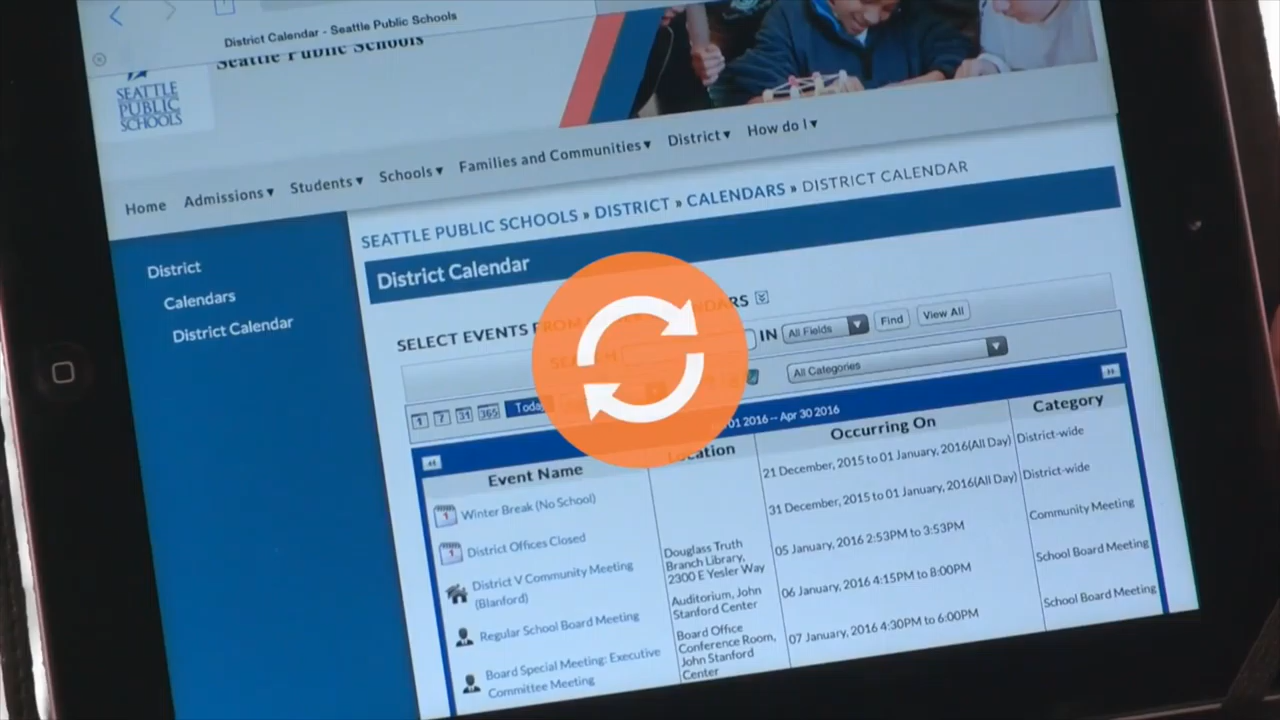 District Calendar - Seattle Public Schools
Seattle Public Schools
SEATTLE
PUBLIC
SCHOOLS
Home Admissions ▾ Students ▾ Schools ▾ Families and Communities ▾ District ▾ How do I ▾
SEATTLE PUBLIC SCHOOLS » DISTRICT » CALENDARS » DISTRICT CALENDAR
District
Calendars
District Calendar
District Calendar
SELECT EVENTS
IN All Fields Find View All
All Categories
1 7 31 365 Today
01 2016 -- Apr 30 2016
Event Name Location Occurring On Category
Winter Break (No School) 21 December, 2015 to 01 January, 2016(All Day) District-wide
District Offices Closed 31 December, 2015 to 01 January, 2016(All Day) District-wide
District V Community Meeting
(Blanford)
Douglass Truth
Branch Library,
2300 E Yesler Way
05 January, 2016 2:53PM to 3:53PM
Community Meeting
Regular School Board Meeting
Auditorium, John
Stanford Center
06 January, 2016 4:15PM to 8:00PM
School Board Meeting
Board Special Meeting: Executive
Committee Meeting
Board Office
Conference Room,
John Stanford
Center
07 January, 2016 4:30PM to 6:00PM
School Board Meeting